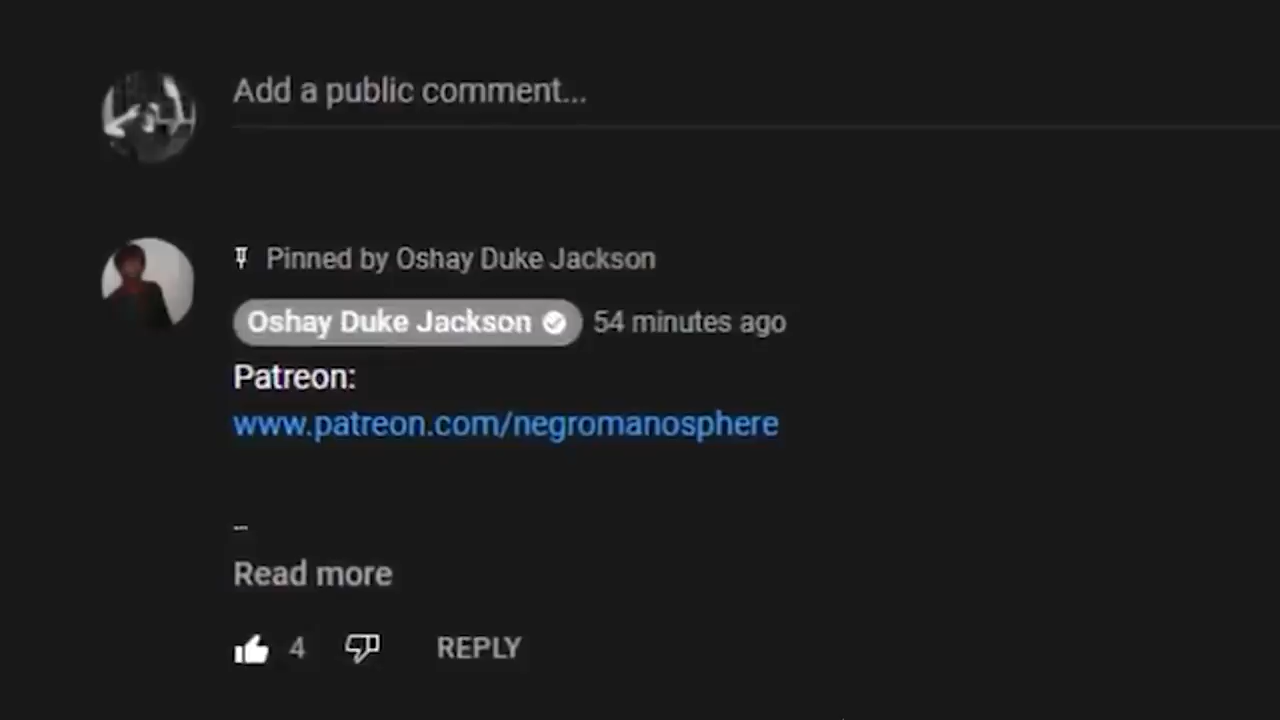 Add a public comment...
Pinned by Oshay Duke Jackson
Oshay Duke Jackson 54 minutes ago
Patreon:
www.patreon.com/negromanosphere
--
Read more
4 REPLY